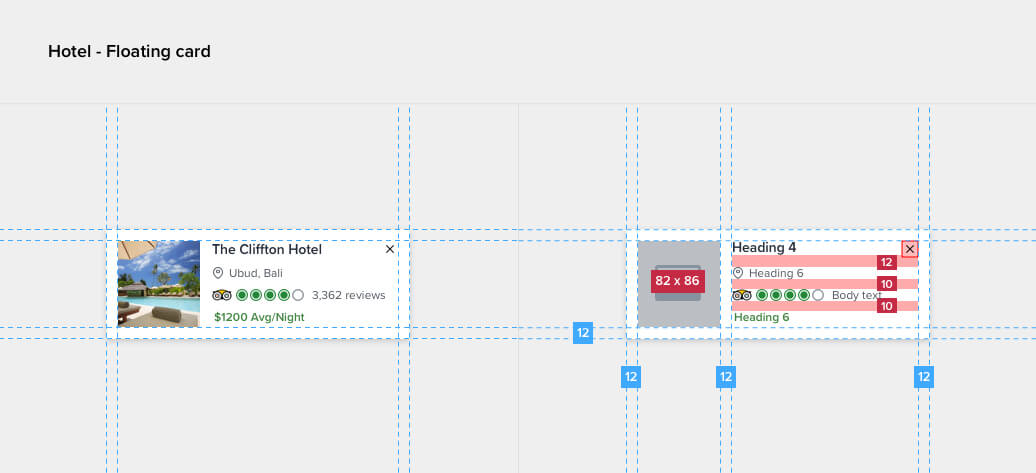 Hotel - Floating card
The Cliffton Hotel
Ubud, Bali
3,362 reviews
$1200 Avg/Night
Heading 4
12
82 x 86
Heading 6
10
Body text
10
Heading 6
12
12
12
12